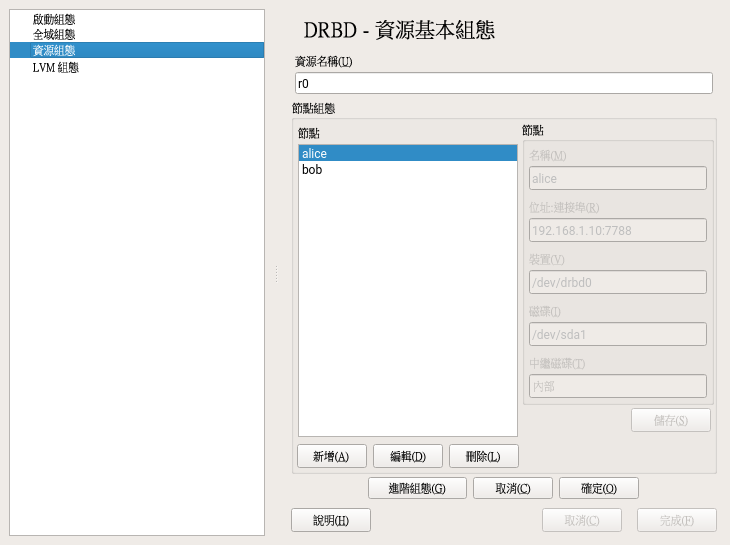 啟動組態
全域組態
資源組態
LVM 組態
DRBD - 資源基本組態
資源名稱(U)
r0
節點組態
節點
alice
bob
新增(A)
編輯(D)
刪除(L)
節點
名稱(M)
alice
位址:連接埠(R)
192.168.1.10:7788
裝置(V)
/dev/drbd0
磁碟(I)
/dev/sda1
中繼磁碟(T)
內部
儲存(S)
進階組態(G)
取消(C)
確定(O)
說明(H)
取消(C)
完成(F)